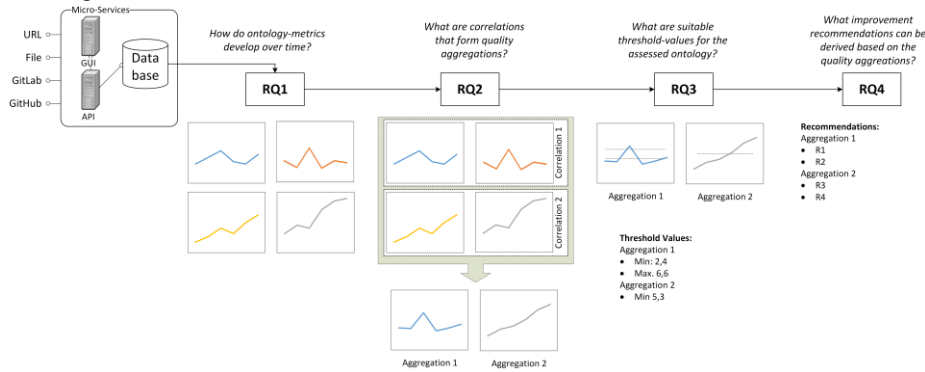 Micro-Services
URL
File
GitLab
GitHub
GUI
API
Data
base
How do ontology-metrics
develop over time?
RQ1
What are correlations
that form quality
aggregations?
RQ2
What are suitable
threshold-values for the
assessed ontology?
RQ3
What improvement
recommendations can be
derived based on the
quality aggreations?
RQ4
Correlation 1
Correlation 2
Aggregation 1
Aggregation 2
Aggregation 1
Aggregation 2
Threshold Values:
Aggregation 1
• Min: 2,4
• Max. 6,6
Aggregation 2
• Min 5,3
Recommendations:
Aggregation 1
• R1
• R2
Aggregation 2
• R3
• R4